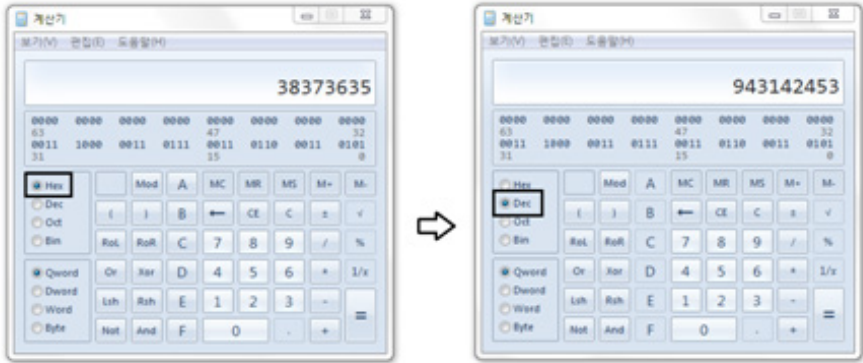 계산기
보기(V) 편집(E) 도움말(H)
38373635
0000 0000 0000 0000 0000 0000 0000 0000
63 47 32
0011 1000 0011 0111 0011 0110 0011 0101
31 15 0
Hex Mod A MC MR MS M+ M-
Dec ( ) B ← CE C ± √
Oct
Bin RoL RoR C 7 8 9 / %
Qword Or Xor D 4 5 6 * 1/x
Dword
Word Lsh Rsh E 1 2 3 - =
Byte Not And F 0 . +
계산기
보기(V) 편집(E) 도움말(H)
943142453
0000 0000 0000 0000 0000 0000 0000 0000
63 47 32
0011 1000 0011 0111 0011 0110 0011 0101
31 15 0
Hex Mod A MC MR MS M+ M-
Dec ( ) B ← CE C ± √
Oct
Bin RoL RoR C 7 8 9 / %
Qword Or Xor D 4 5 6 * 1/x
Dword
Word Lsh Rsh E 1 2 3 - =
Byte Not And F 0 . +